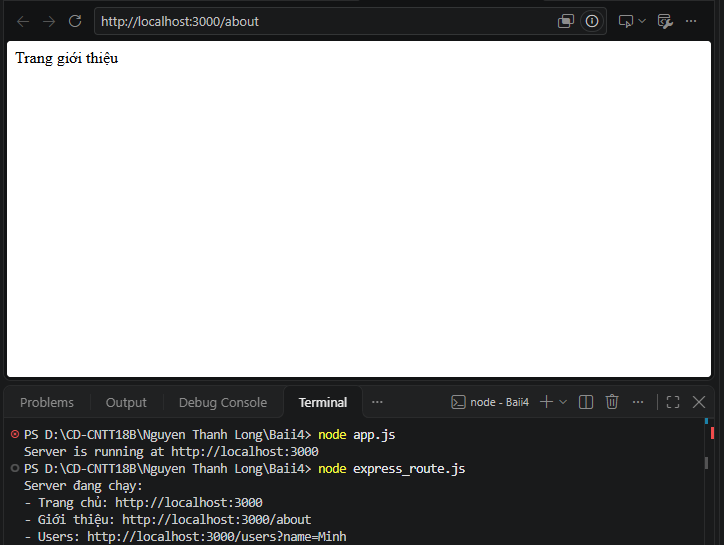 http://localhost:3000/about
Trang giới thiệu
Problems Output Debug Console Terminal ··· node - Baii4 ···
PS D:\CD-CNTT18B\Nguyen Thanh Long\Baii4> node app.js
Server is running at http://localhost:3000
PS D:\CD-CNTT18B\Nguyen Thanh Long\Baii4> node express_route.js
Server đang chạy:
- Trang chủ: http://localhost:3000
- Giới thiệu: http://localhost:3000/about
- Users: http://localhost:3000/users?name=Minh